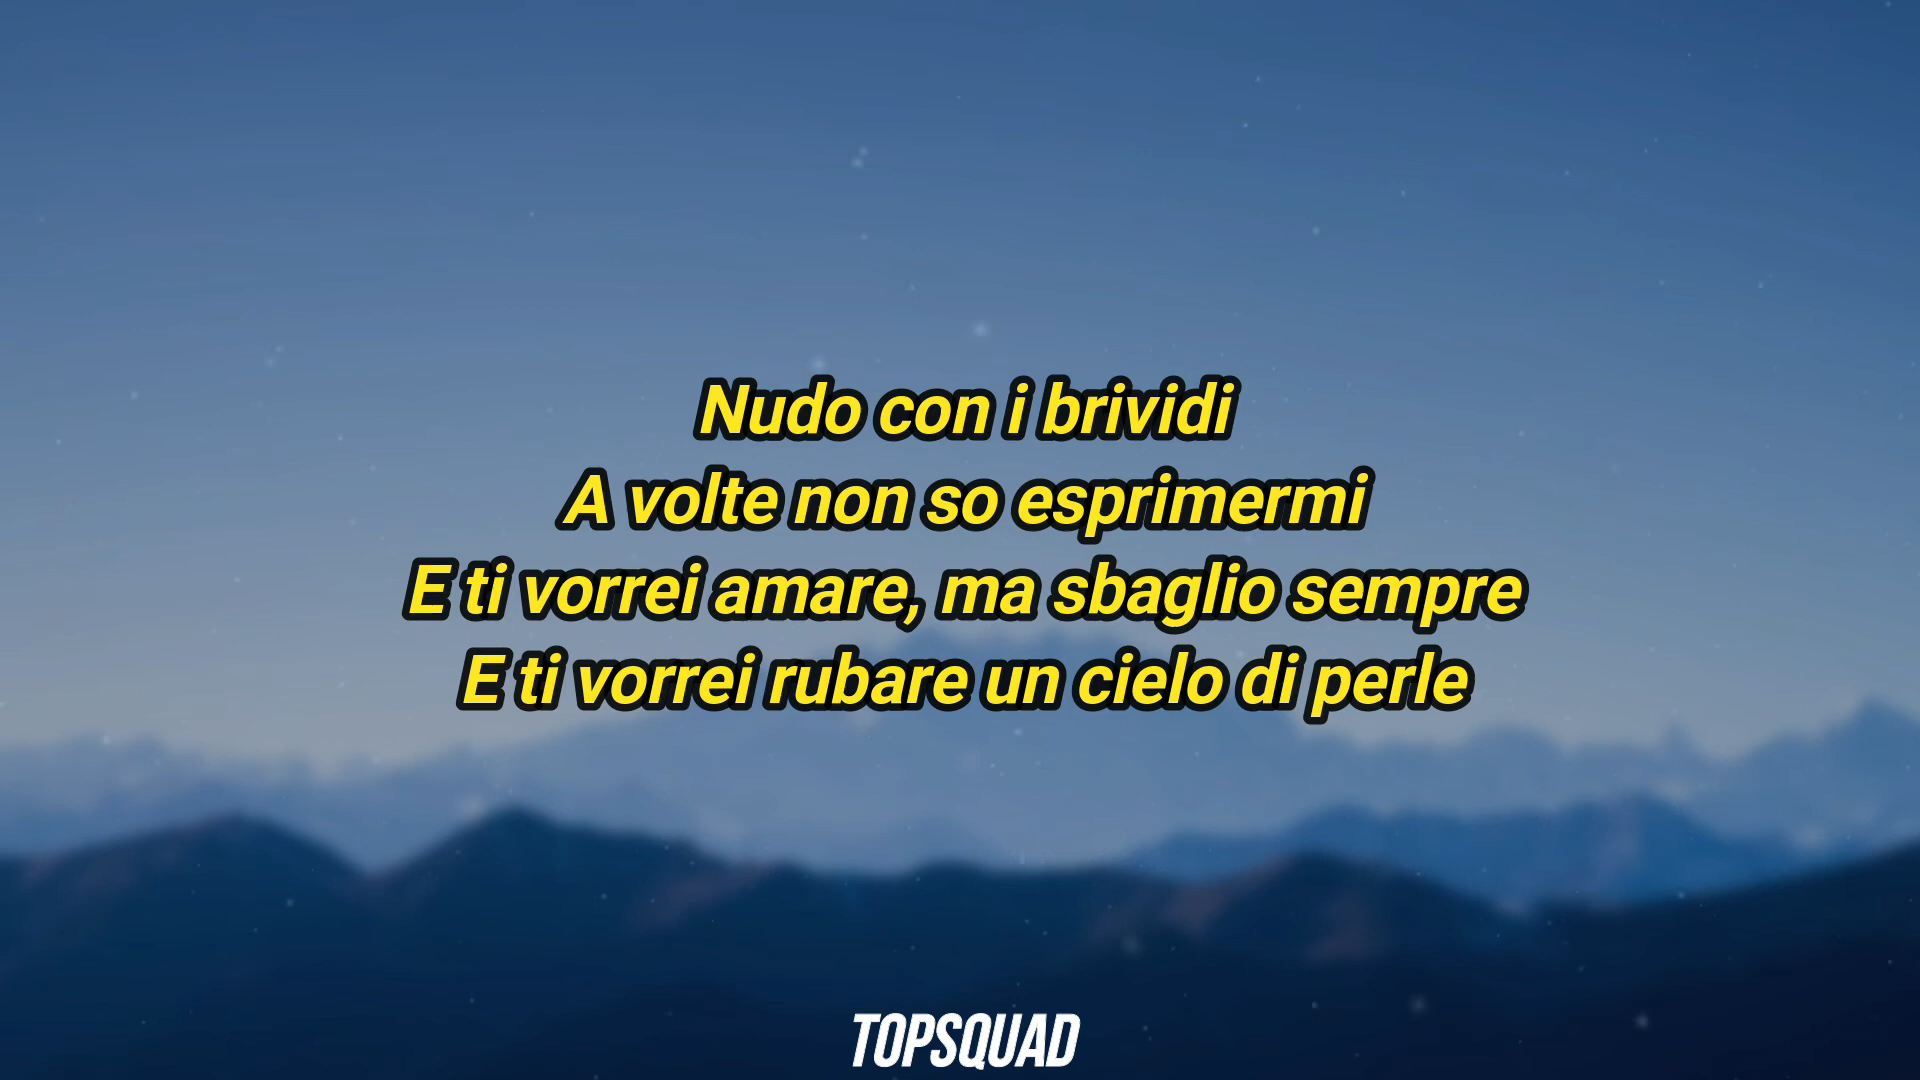 Nudo con i brividi
A volte non so esprimermi
E ti vorrei amare, ma sbaglio sempre
E ti vorrei rubare un cielo di perle
TOPSQUAD